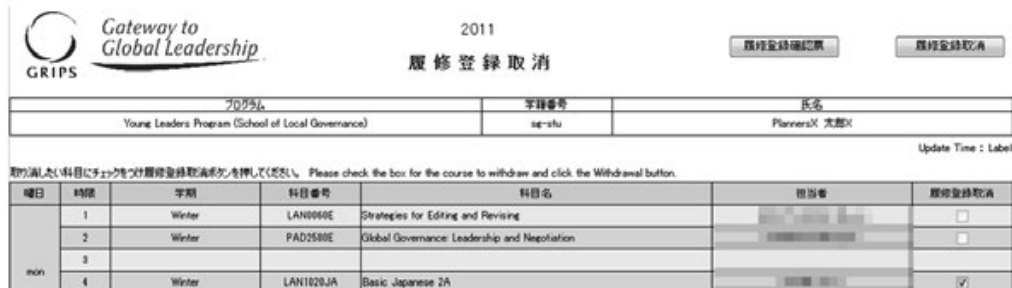 Gateway to
Global Leadership
GRIPS
2011
履修登録取消
履修登録確認票
履修登録取消
プログラム 学籍番号 氏名
Young Leaders Program (School of Local Governance) sg-stu PlannersX 太郎X
Update Time : Label
取り消したい科目にチェックをつけ履修登録取消ボタンを押してください。 Please check the box for the course to withdraw and click the Withdrawal button.
曜日 時限 学期 科目番号 科目名 担当者 履修登録取消
1 Winter LAN0060E Strategies for Editing and Revising
2 Winter PAD2580E Global Governance: Leadership and Negotiation
3
mon
4 Winter LAN1020JA Basic Japanese 2A